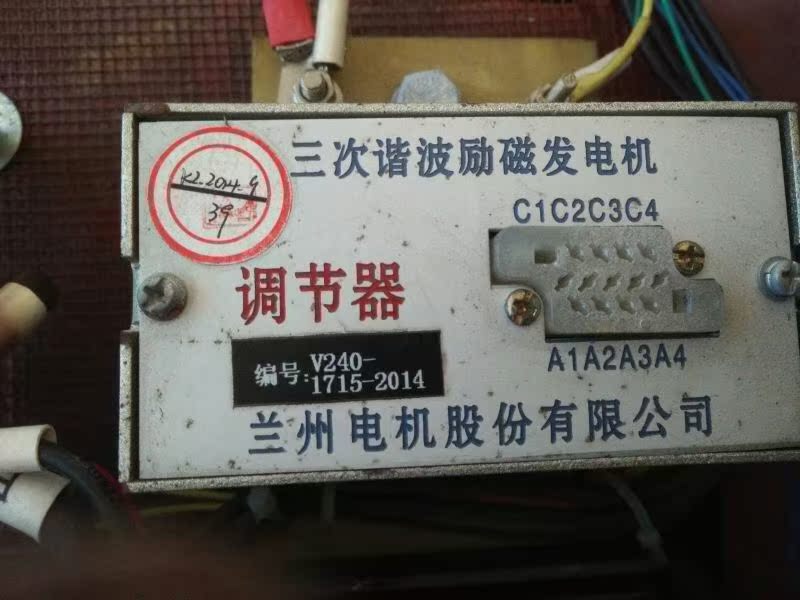 三次谐波励磁发电机
K2-2014-9
39
C1C2C3C4
调节器
编号:V240-
1715-2014
A1A2A3A4
兰州电机股份有限公司